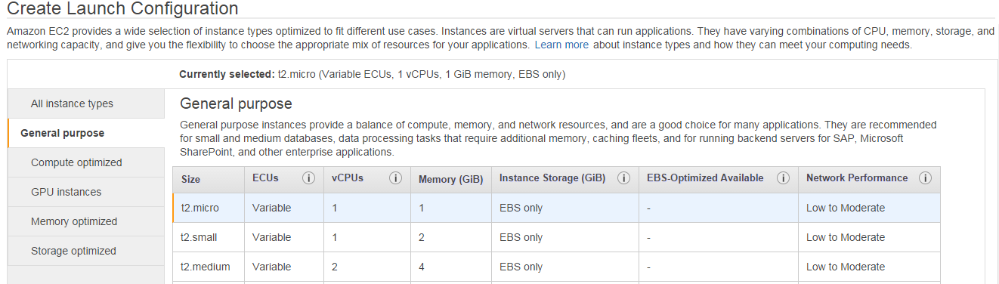 Create Launch Configuration
Amazon EC2 provides a wide selection of instance types optimized to fit different use cases. Instances are virtual servers that can run applications. They have varying combinations of CPU, memory, storage, and
networking capacity, and give you the flexibility to choose the appropriate mix of resources for your applications. Learn more about instance types and how they can meet your computing needs.
Currently selected: t2.micro (Variable ECUs, 1 vCPUs, 1 GiB memory, EBS only)
All instance types
General purpose
Compute optimized
GPU instances
Memory optimized
Storage optimized
General purpose
General purpose instances provide a balance of compute, memory, and network resources, and are a good choice for many applications. They are recommended
for small and medium databases, data processing tasks that require additional memory, caching fleets, and for running backend servers for SAP, Microsoft
SharePoint, and other enterprise applications.
Size ECUs i vCPUs i Memory (GiB) Instance Storage (GiB) i EBS-Optimized Available i Network Performance i
t2.micro Variable 1 1 EBS only - Low to Moderate
t2.small Variable 1 2 EBS only - Low to Moderate
t2.medium Variable 2 4 EBS only - Low to Moderate